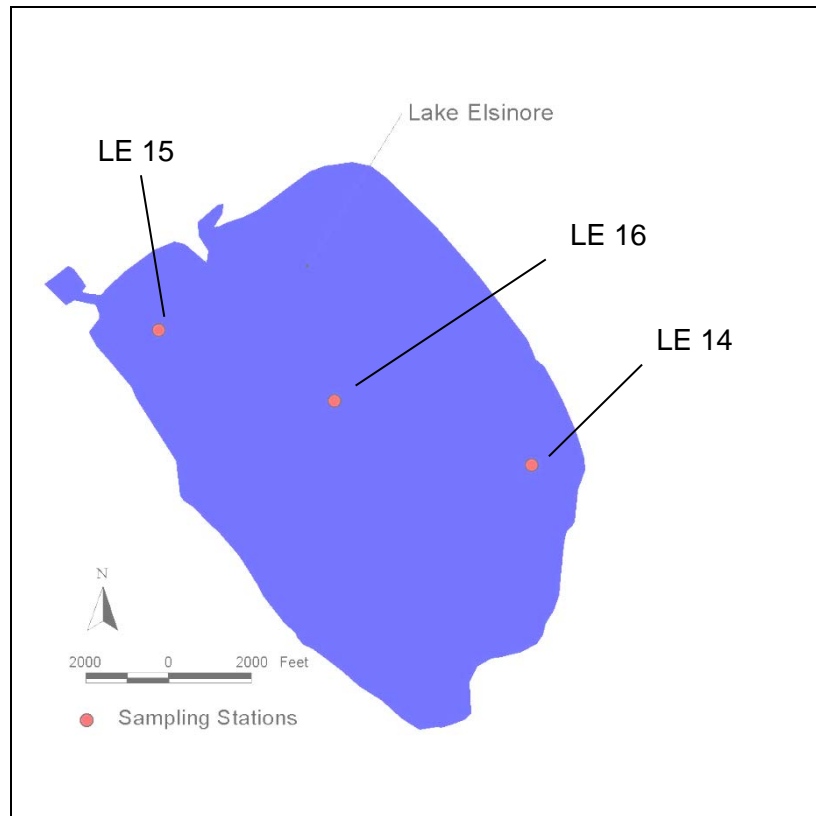 Lake Elsinore
LE 15
LE 16
LE 14
N
2000 0 2000 Feet
Sampling Stations